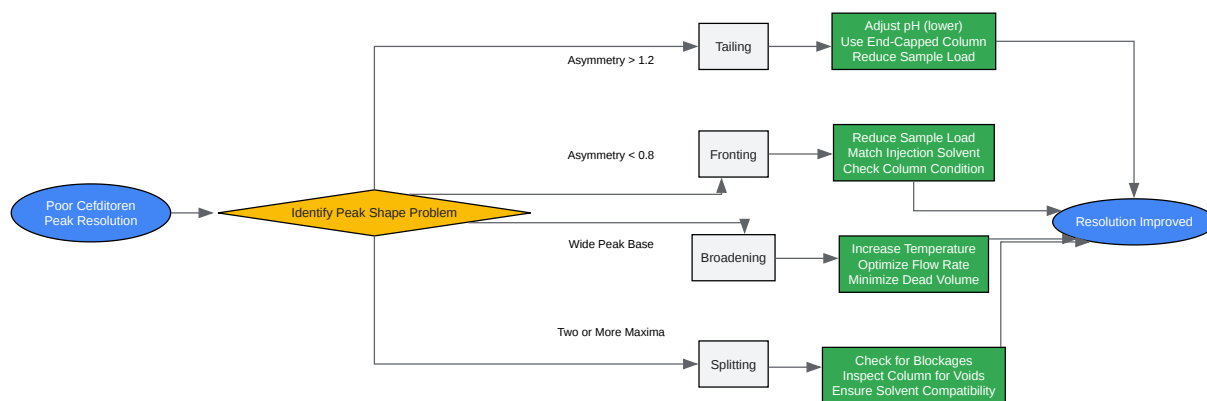 Poor Cefditoren
Peak Resolution
Identify Peak Shape Problem
Asymmetry > 1.2
Tailing
Adjust pH (lower)
Use End-Capped Column
Reduce Sample Load
Asymmetry < 0.8
Fronting
Reduce Sample Load
Match Injection Solvent
Check Column Condition
Wide Peak Base
Broadening
Increase Temperature
Optimize Flow Rate
Minimize Dead Volume
Two or More Maxima
Splitting
Check for Blockages
Inspect Column for Voids
Ensure Solvent Compatibility
Resolution Improved